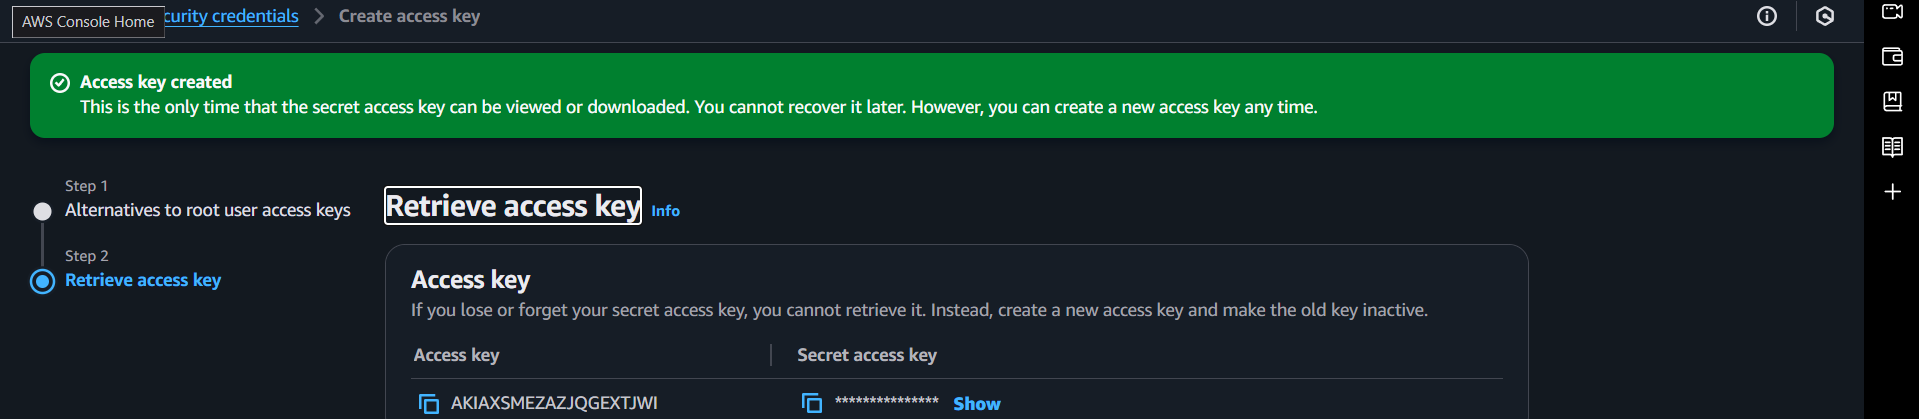 AWS Console Home
curity credentials > Create access key
Access key created
This is the only time that the secret access key can be viewed or downloaded. You cannot recover it later. However, you can create a new access key any time.
Step 1
Alternatives to root user access keys
Step 2
Retrieve access key
Retrieve access key Info
Access key
If you lose or forget your secret access key, you cannot retrieve it. Instead, create a new access key and make the old key inactive.
Access key Secret access key
AKIAXSMEZAZJQGEXTJWI *************** Show